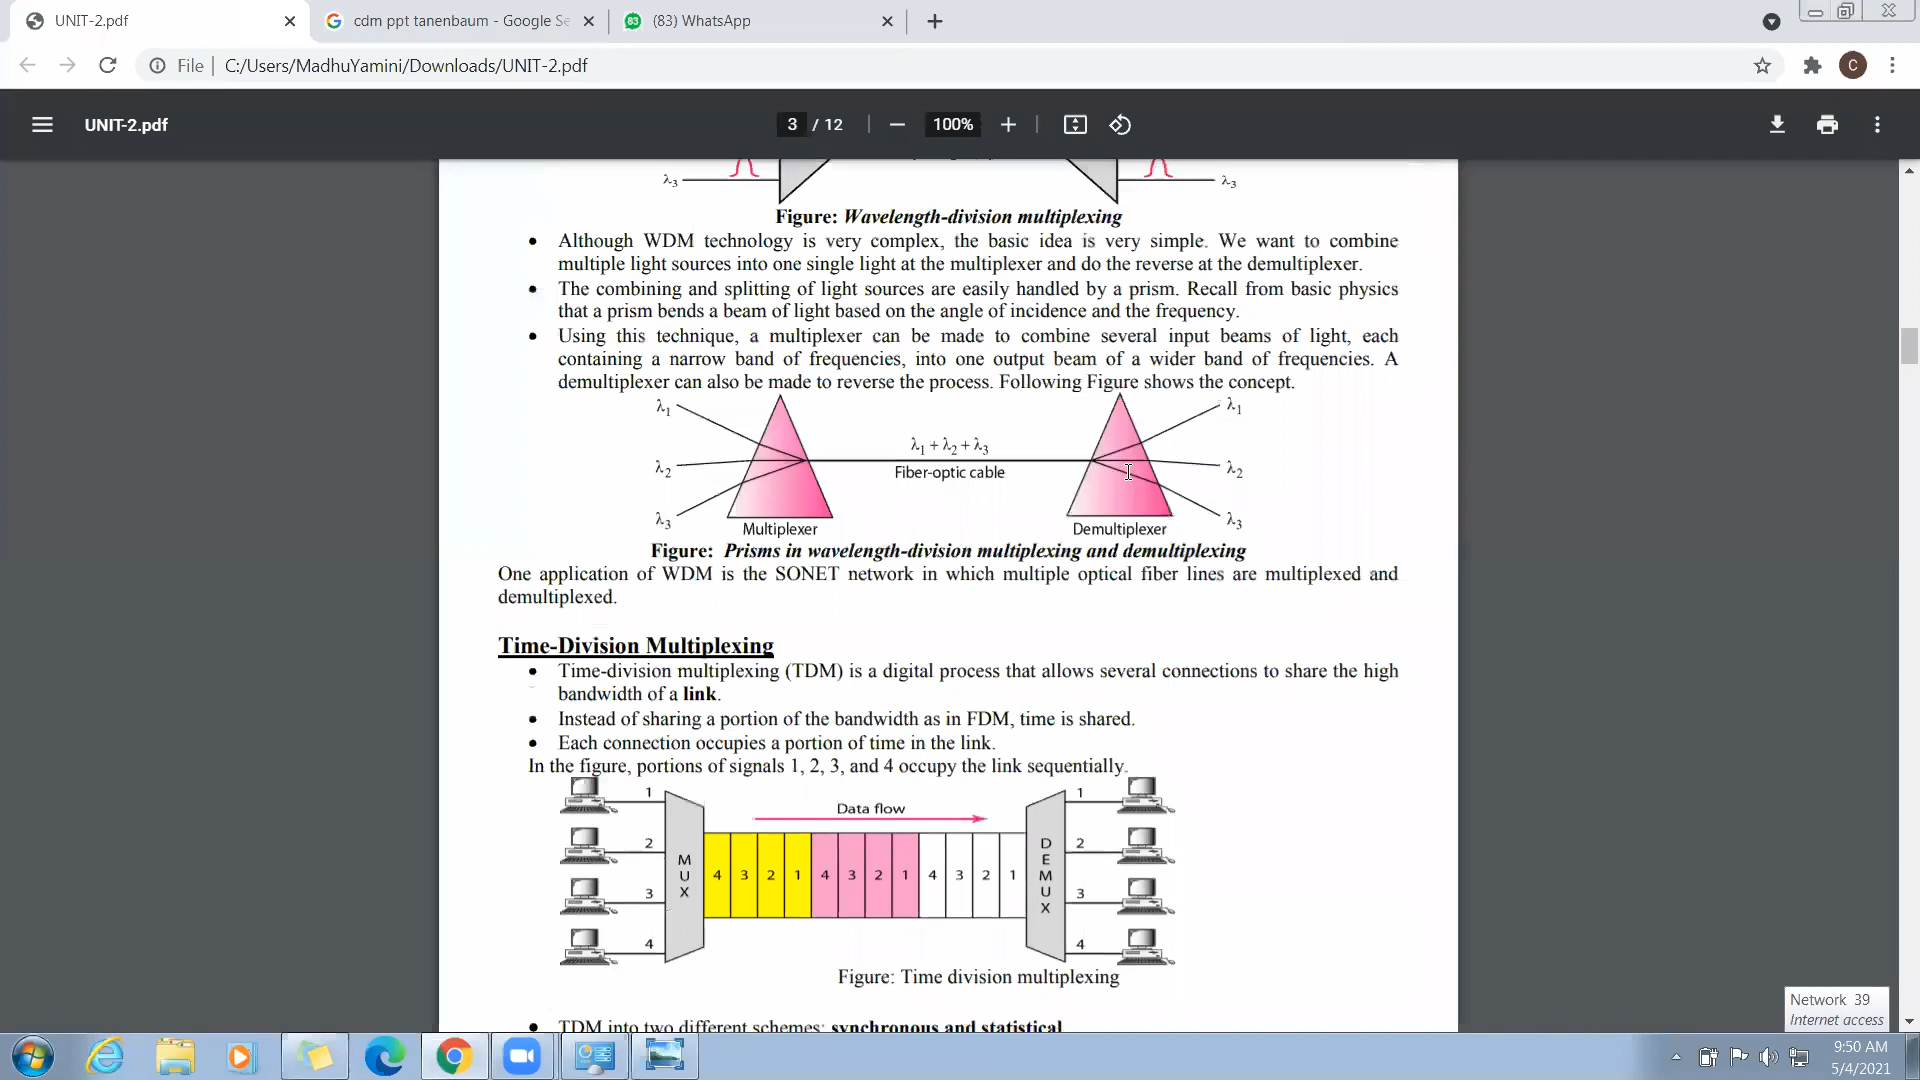 UNIT-2.pdf
cdm ppt tanenbaum - Google Se
83
(83) WhatsApp
File
C:/Users/MadhuYamini/Downloads/UNIT-2.pdf
C
UNIT-2.pdf
3 / 12
100%
λ3
λ3
Figure: Wavelength-division multiplexing
• Although WDM technology is very complex, the basic idea is very simple. We want to combine
multiple light sources into one single light at the multiplexer and do the reverse at the demultiplexer.
• The combining and splitting of light sources are easily handled by a prism. Recall from basic physics
that a prism bends a beam of light based on the angle of incidence and the frequency.
• Using this technique, a multiplexer can be made to combine several input beams of light, each
containing a narrow band of frequencies, into one output beam of a wider band of frequencies. A
demultiplexer can also be made to reverse the process. Following Figure shows the concept.
λ1
λ1
λ1 + λ2 + λ3
λ2
Fiber-optic cable
λ2
λ3
λ3
Multiplexer
Demultiplexer
Figure: Prisms in wavelength-division multiplexing and demultiplexing
One application of WDM is the SONET network in which multiple optical fiber lines are multiplexed and
demultiplexed.
Time-Division Multiplexing
• Time-division multiplexing (TDM) is a digital process that allows several connections to share the high
bandwidth of a link.
• Instead of sharing a portion of the bandwidth as in FDM, time is shared.
• Each connection occupies a portion of time in the link.
In the figure, portions of signals 1, 2, 3, and 4 occupy the link sequentially.
1
2
3
4
MUX
Data flow
4 3 2 1 4 3 2 1 4 3 2 1
DEMUX
1
2
3
4
Figure: Time division multiplexing
• TDM into two different schemes: synchronous and statistical
Network 39
Internet access
9:50 AM
5/4/2021